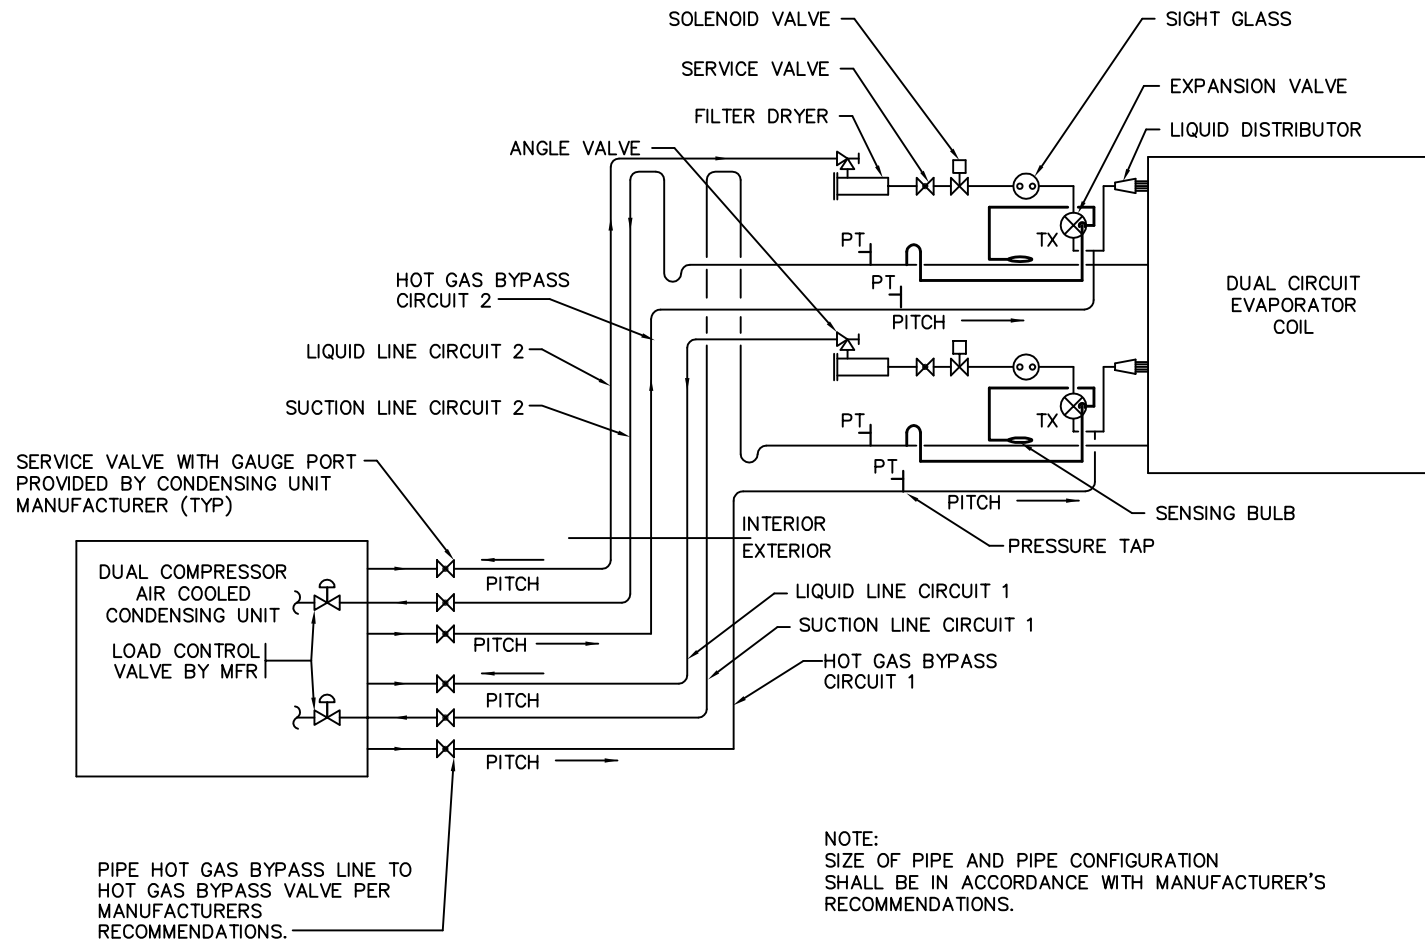 SOLENOID VALVE
SIGHT GLASS
SERVICE VALVE
EXPANSION VALVE
FILTER DRYER
LIQUID DISTRIBUTOR
ANGLE VALVE
TX
PT
HOT GAS BYPASS
CIRCUIT 2
PT
PITCH
DUAL CIRCUIT
EVAPORATOR
COIL
LIQUID LINE CIRCUIT 2
SUCTION LINE CIRCUIT 2
TX
PT
SERVICE VALVE WITH GAUGE PORT
PROVIDED BY CONDENSING UNIT
MANUFACTURER (TYP)
PT
PITCH
SENSING BULB
INTERIOR
EXTERIOR
PRESSURE TAP
DUAL COMPRESSOR
AIR COOLED
CONDENSING UNIT
LOAD CONTROL
VALVE BY MFR
PITCH
LIQUID LINE CIRCUIT 1
SUCTION LINE CIRCUIT 1
PITCH
HOT GAS BYPASS
CIRCUIT 1
PITCH
PITCH
PIPE HOT GAS BYPASS LINE TO
HOT GAS BYPASS VALVE PER
MANUFACTURERS
RECOMMENDATIONS.
NOTE:
SIZE OF PIPE AND PIPE CONFIGURATION
SHALL BE IN ACCORDANCE WITH MANUFACTURER'S
RECOMMENDATIONS.